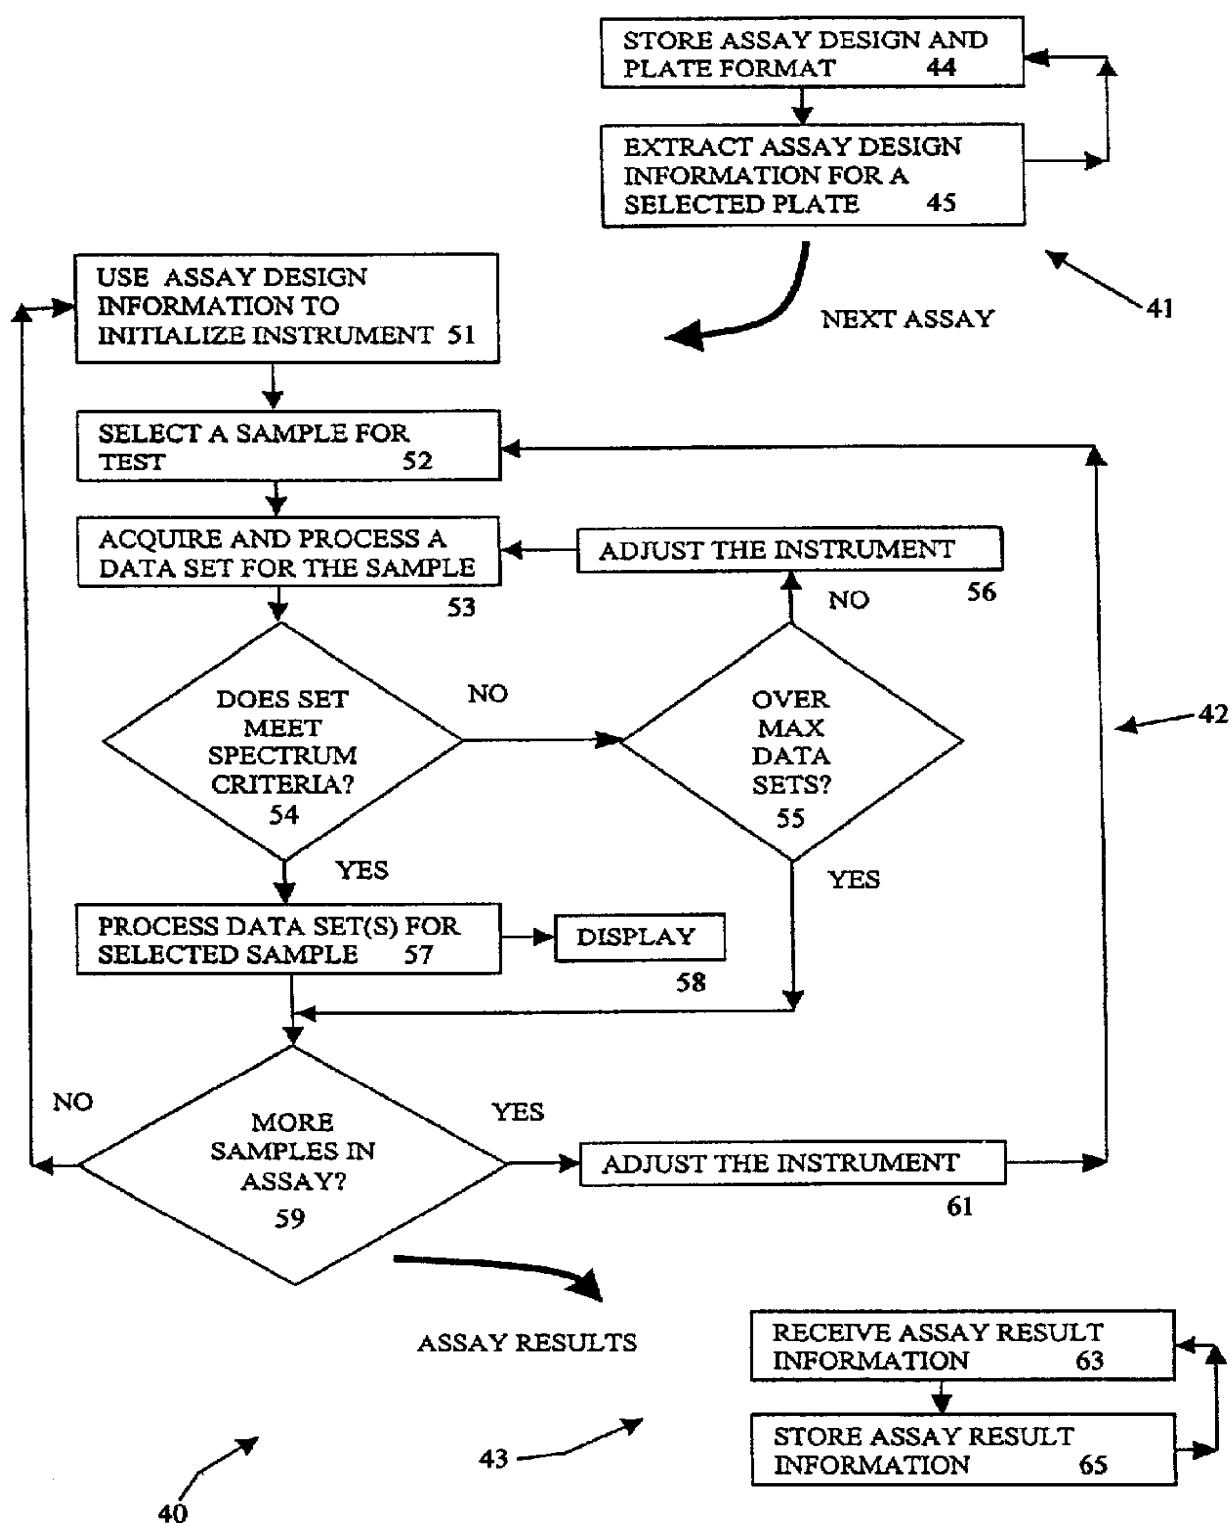 STORE ASSAY DESIGN AND
PLATE FORMAT 44
EXTRACT ASSAY DESIGN
INFORMATION FOR A
SELECTED PLATE 45
41
NEXT ASSAY
USE ASSAY DESIGN
INFORMATION TO
INITIALIZE INSTRUMENT 51
SELECT A SAMPLE FOR
TEST 52
ACQUIRE AND PROCESS A
DATA SET FOR THE SAMPLE
53
ADJUST THE INSTRUMENT
56
NO
DOES SET
MEET
SPECTRUM
CRITERIA?
54
NO
OVER
MAX
DATA
SETS?
55
42
YES
YES
PROCESS DATA SET(S) FOR
SELECTED SAMPLE 57
DISPLAY
58
NO
MORE
SAMPLES IN
ASSAY?
59
YES
ADJUST THE INSTRUMENT
61
ASSAY RESULTS
RECEIVE ASSAY RESULT
INFORMATION 63
STORE ASSAY RESULT
INFORMATION 65
43
40